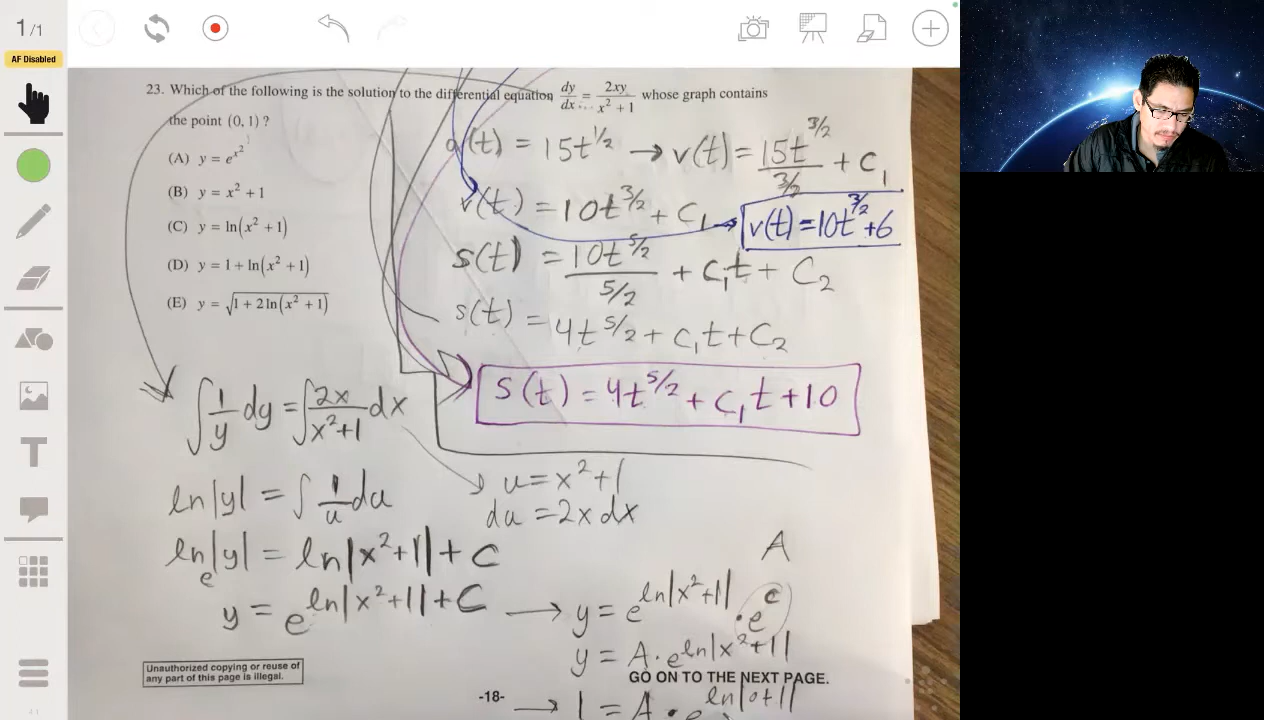 1/1
AF Disabled
23. Which of the following is the solution to the differential equation dy/dx = 2xy/(x² + 1) whose graph contains
the point (0, 1) ?
(A) y = e^(x²)
(B) y = x² + 1
(C) y = ln(x² + 1)
(D) y = 1 + ln(x² + 1)
(E) y = √(1 + 2 ln(x² + 1))
(t) = 15t^(1/2) → v(t) = 15t^(3/2)/(3/2) + C₁
v(t) = 10t^(3/2) + C₁ → v(t) = 10t^(3/2) + 6
s(t) = 10t^(5/2)/(5/2) + C₁t + C₂
s(t) = 4t^(5/2) + C₁t + C₂
S(t) = 4t^(5/2) + C₁t + 10
∫ 1/y dy = ∫ 2x/(x²+1) dx
u = x² + 1
du = 2x dx
ln|y| = ∫ 1/u du
ln|y| = ln|x²+1| + C
e
y = e^(ln|x²+1| + C) → y = e^(ln|x²+1|) · e^c
A
y = A · e^(ln|x²+1|)
→ 1 = A · e^(ln|0+1|)
Unauthorized copying or reuse of
any part of this page is illegal.
GO ON TO THE NEXT PAGE.
-18-
T